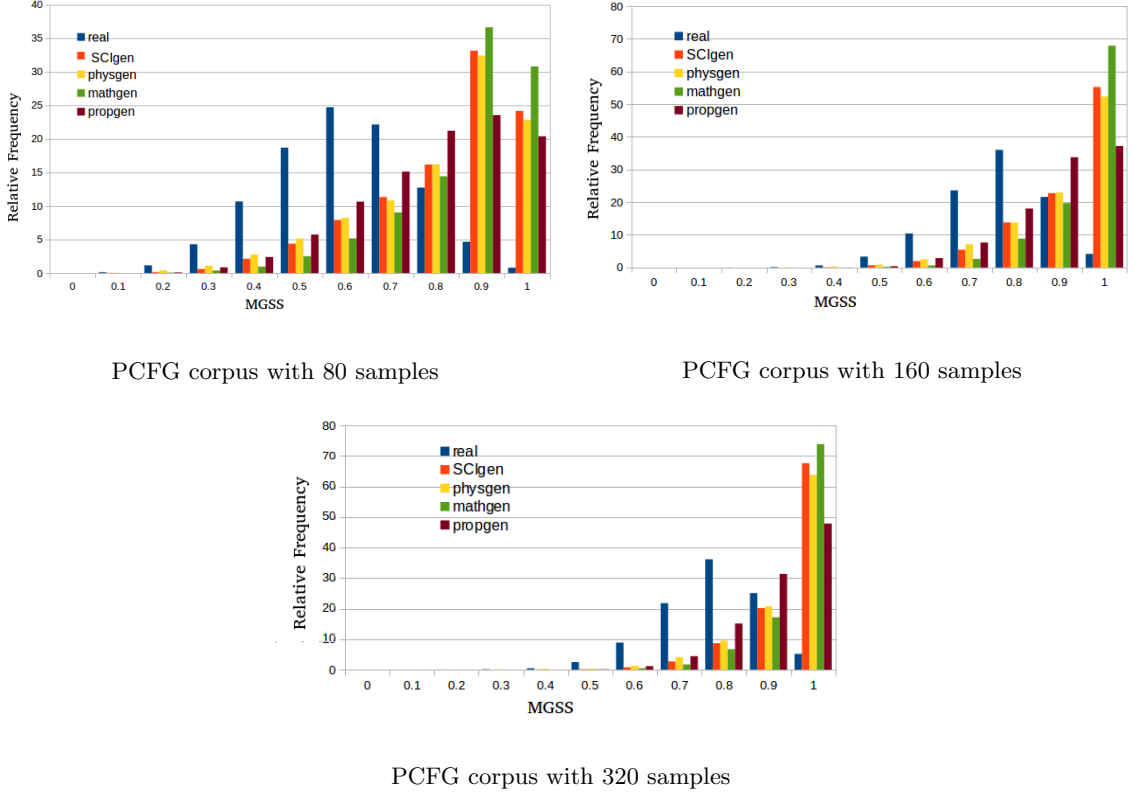 40
35
30
25
20
15
10
5
0
Relative Frequency
real
SCIgen
physgen
mathgen
propgen
0 0.1 0.2 0.3 0.4 0.5 0.6 0.7 0.8 0.9 1
MGSS
PCFG corpus with 80 samples
80
70
60
50
40
30
20
10
0
Relative Frequency
real
SCIgen
physgen
mathgen
propgen
0 0.1 0.2 0.3 0.4 0.5 0.6 0.7 0.8 0.9 1
MGSS
PCFG corpus with 160 samples
80
70
60
50
40
30
20
10
0
Relative Frequency
real
SCIgen
physgen
mathgen
propgen
0 0.1 0.2 0.3 0.4 0.5 0.6 0.7 0.8 0.9 1
MGSS
PCFG corpus with 320 samples